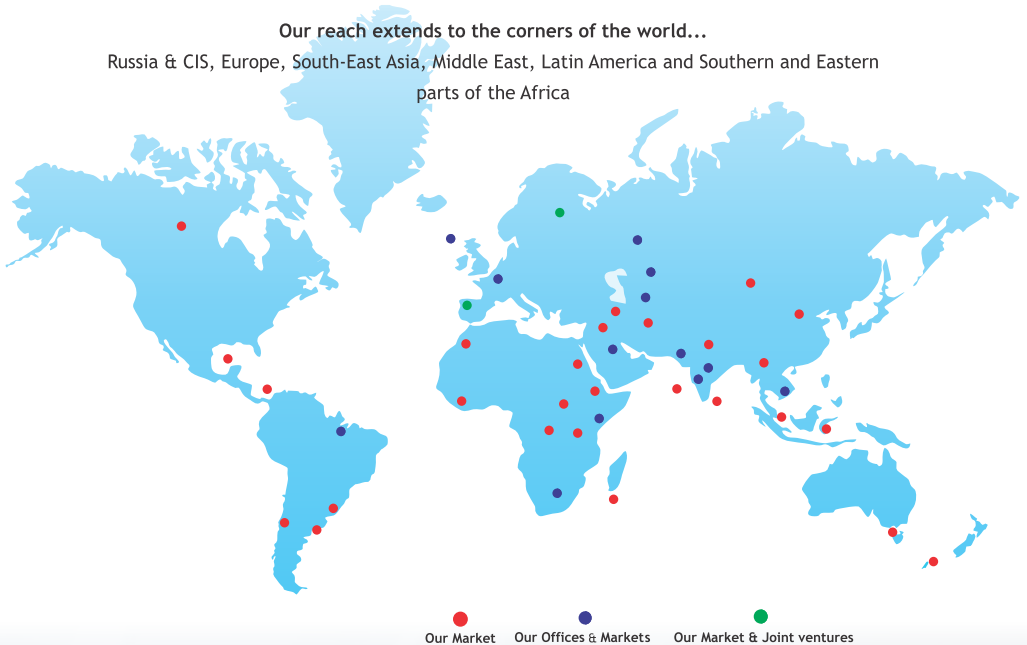 Our reach extends to the corners of the world...
Russia & CIS, Europe, South-East Asia, Middle East, Latin America and Southern and Eastern
parts of the Africa
Our Market
Our Offices & Markets
Our Market & Joint ventures